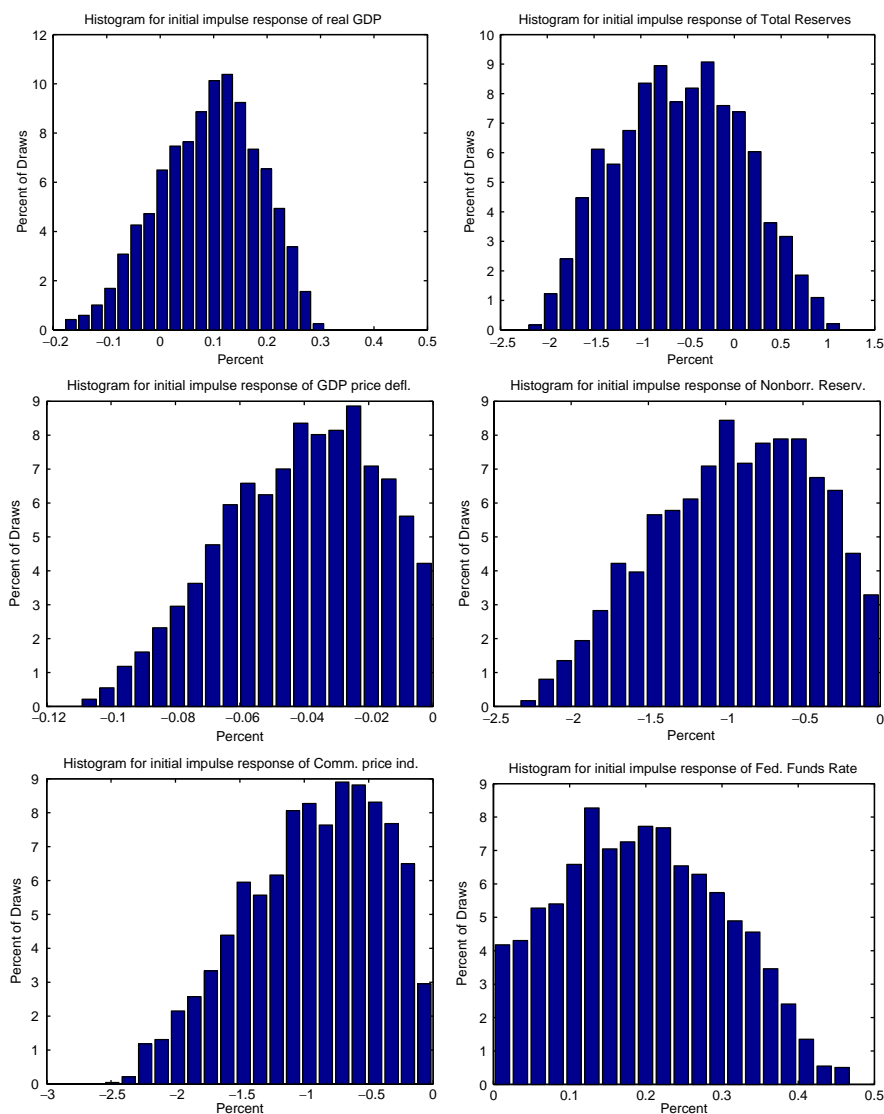 Histogram for initial impulse response of real GDP
12
10
8
6
4
2
0
Percent of Draws
−0.2 −0.1 0 0.1 0.2 0.3 0.4 0.5
Percent
Histogram for initial impulse response of Total Reserves
10
9
8
7
6
5
4
3
2
1
0
Percent of Draws
−2.5 −2 −1.5 −1 −0.5 0 0.5 1 1.5
Percent
Histogram for initial impulse response of GDP price defl.
9
8
7
6
5
4
3
2
1
0
Percent of Draws
−0.12 −0.1 −0.08 −0.06 −0.04 −0.02 0
Percent
Histogram for initial impulse response of Nonborr. Reserv.
9
8
7
6
5
4
3
2
1
0
Percent of Draws
−2.5 −2 −1.5 −1 −0.5 0
Percent
Histogram for initial impulse response of Comm. price ind.
9
8
7
6
5
4
3
2
1
0
Percent of Draws
−3 −2.5 −2 −1.5 −1 −0.5 0
Percent
Histogram for initial impulse response of Fed. Funds Rate
9
8
7
6
5
4
3
2
1
0
Percent of Draws
0 0.1 0.2 0.3 0.4 0.5
Percent